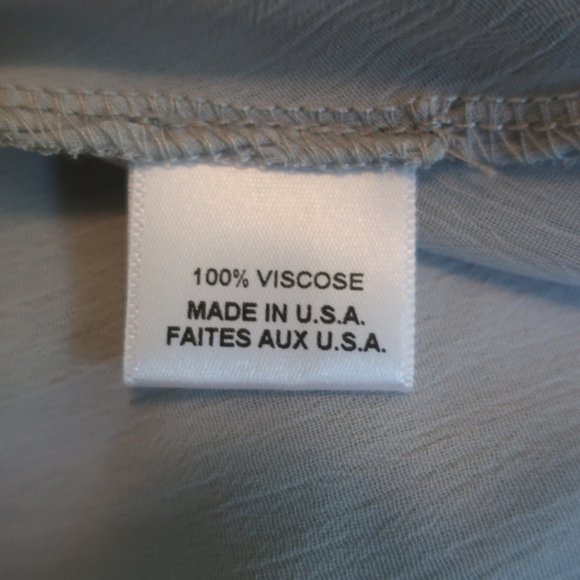 100% VISCOSE
MADE IN U.S.A.
FAITES AUX U.S.A.